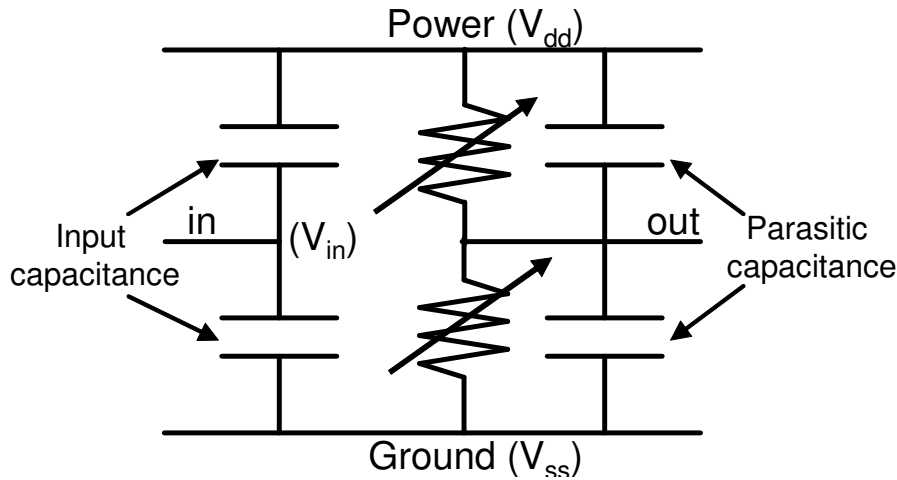 Power (Vdd)
in
(Vin)
out
Input
capacitance
Parasitic
capacitance
Ground (Vss)